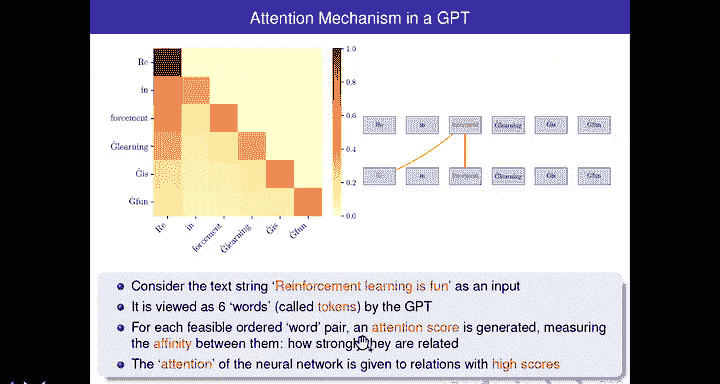 Attention Mechanism in a GPT
Re
in
forcement
Ġlearning
Ġis
Ġfun
Re
in
forcement
Ġlearning
Ġis
Ġfun
1.0
0.8
0.6
0.4
0.2
0.0
Re in forcement Ġlearning Ġis Ġfun
Re in forcement Ġlearning Ġis Ġfun
Consider the text string ‘Reinforcement learning is fun’ as an input
It is viewed as 6 ‘words’ (called tokens) by the GPT
For each feasible ordered ‘word’ pair, an attention score is generated, measuring
the affinity between them: how strongly they are related
The ‘attention’ of the neural network is given to relations with high scores